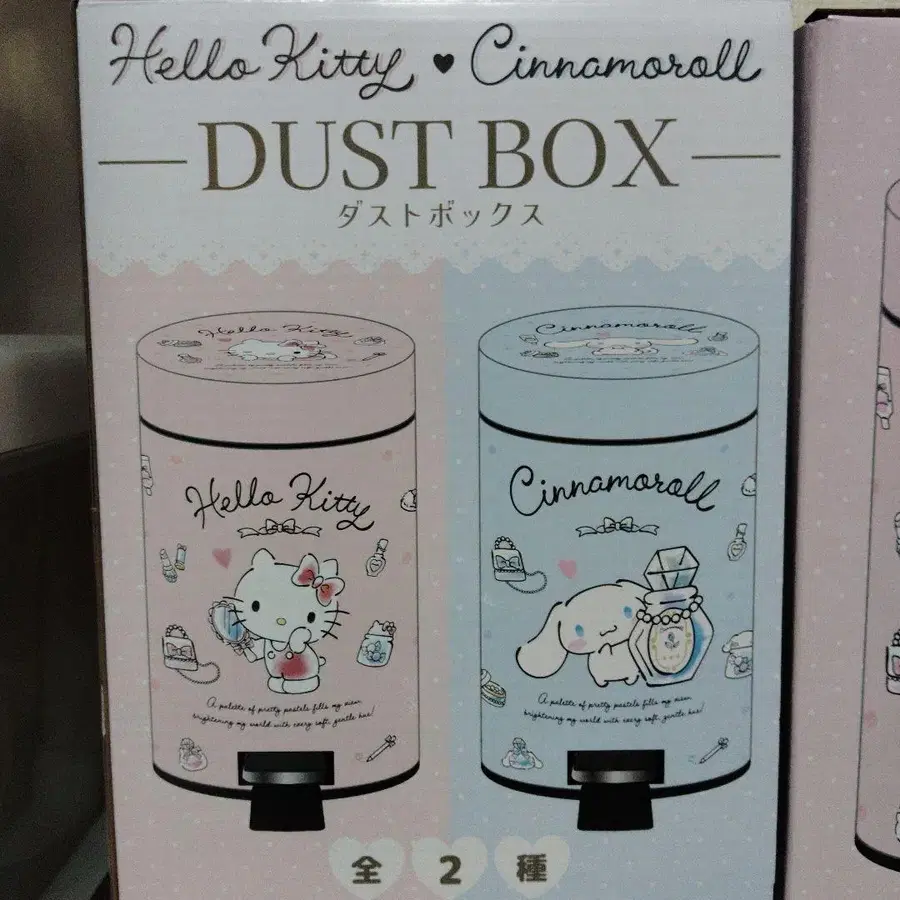 Hello Kitty ♥ Cinnamoroll
DUST BOX
ダストボックス
Hello Kitty
Cinnamoroll
Hello Kitty
Cinnamoroll
A palette of pretty pastels fills my view
brightening my world with every soft, gentle hue!
A palette of pretty pastels fills my view
brightening my world with every soft, gentle hue!
全2種